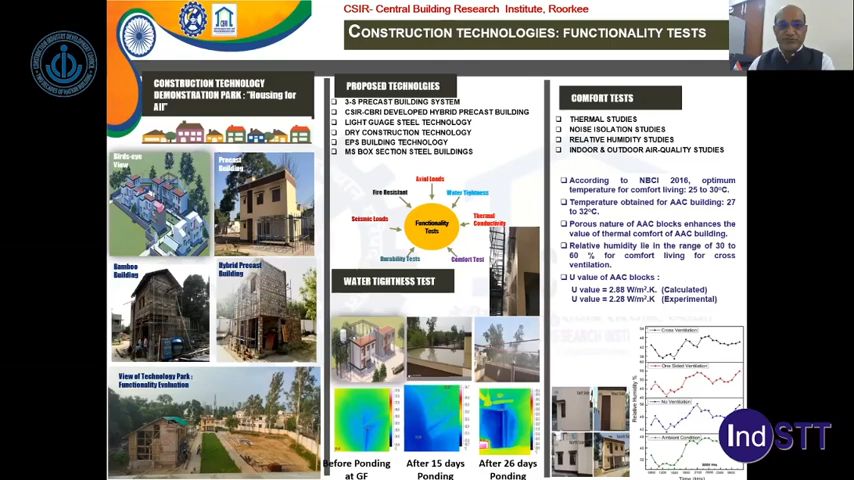 CSIR- Central Building Research Institute, Roorkee
CONSTRUCTION TECHNOLOGIES: FUNCTIONALITY TESTS
CONSTRUCTION TECHNOLOGY
DEMONSTRATION PARK: "Housing for
All"
Birds-eye
View
Precast
Building
Bamboo
Building
Hybrid Precast
Building
View of Technology Park :
Functionality Evaluation
PROPOSED TECHNOLGIES
3-S PRECAST BUILDING SYSTEM
CSIR-CBRI DEVELOPED HYBRID PRECAST BUILDING
LIGHT GUAGE STEEL TECHNOLOGY
DRY CONSTRUCTION TECHNOLOGY
EPS BUILDING TECHNOLOGY
MS BOX SECTION STEEL BUILDINGS
Axial Loads
Fire Resistant
Water Tightness
Seismic Loads
Functionality
Tests
Thermal
Conductivity
Durability Tests
Comfort Test
WATER TIGHTNESS TEST
Before Ponding
at GF
After 15 days
Ponding
After 26 days
Ponding
COMFORT TESTS
THERMAL STUDIES
NOISE ISOLATION STUDIES
RELATIVE HUMIDITY STUDIES
INDOOR & OUTDOOR AIR-QUALITY STUDIES
According to NBCI 2016, optimum
temperature for comfort living: 25 to 30°C.
Temperature obtained for AAC building: 27
to 32°C.
Porous nature of AAC blocks enhances the
value of thermal comfort of AAC building.
Relative humidity lie in the range of 30 to
60 % for comfort living for cross
ventilation.
U value of AAC blocks :
U value = 2.88 W/m².K. (Calculated)
U value = 2.28 W/m².K (Experimental)
Cross Ventilation
One Sided Ventilation
No Ventilation
Ambient Condition
Relative Humidity %
Time (Hrs)
IndSTT